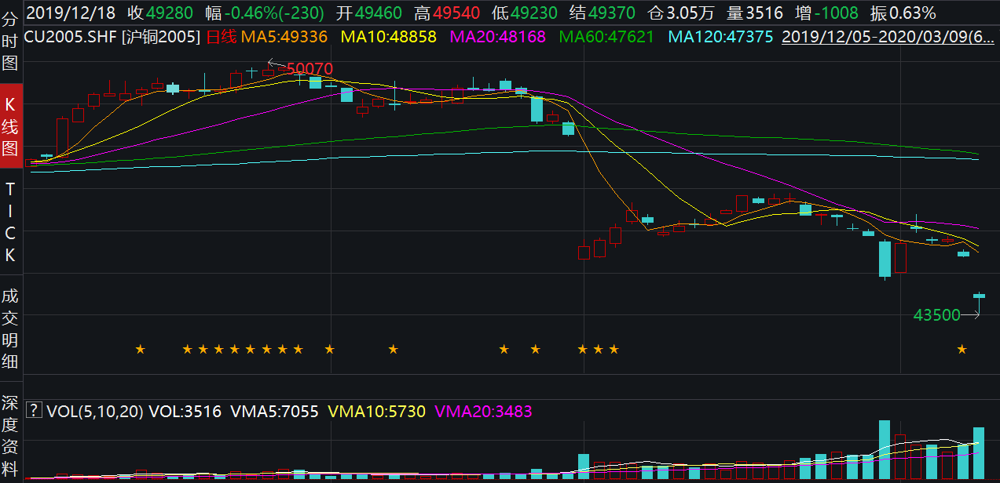 2019/12/18 收49280 幅-0.46%(-230) 开49460 高49540 低49230 结49370 仓3.05万 量3516 增-1008 振0.63%
CU2005.SHF [沪铜2005] 日线 MA5:49336 MA10:48858 MA20:48168 MA60:47621 MA120:47375 2019/12/05-2020/03/09(6...
分时图
K线图
TICK
成交明细
深度资料
50070
43500
? VOL(5,10,20) VOL:3516 VMA5:7055 VMA10:5730 VMA20:3483